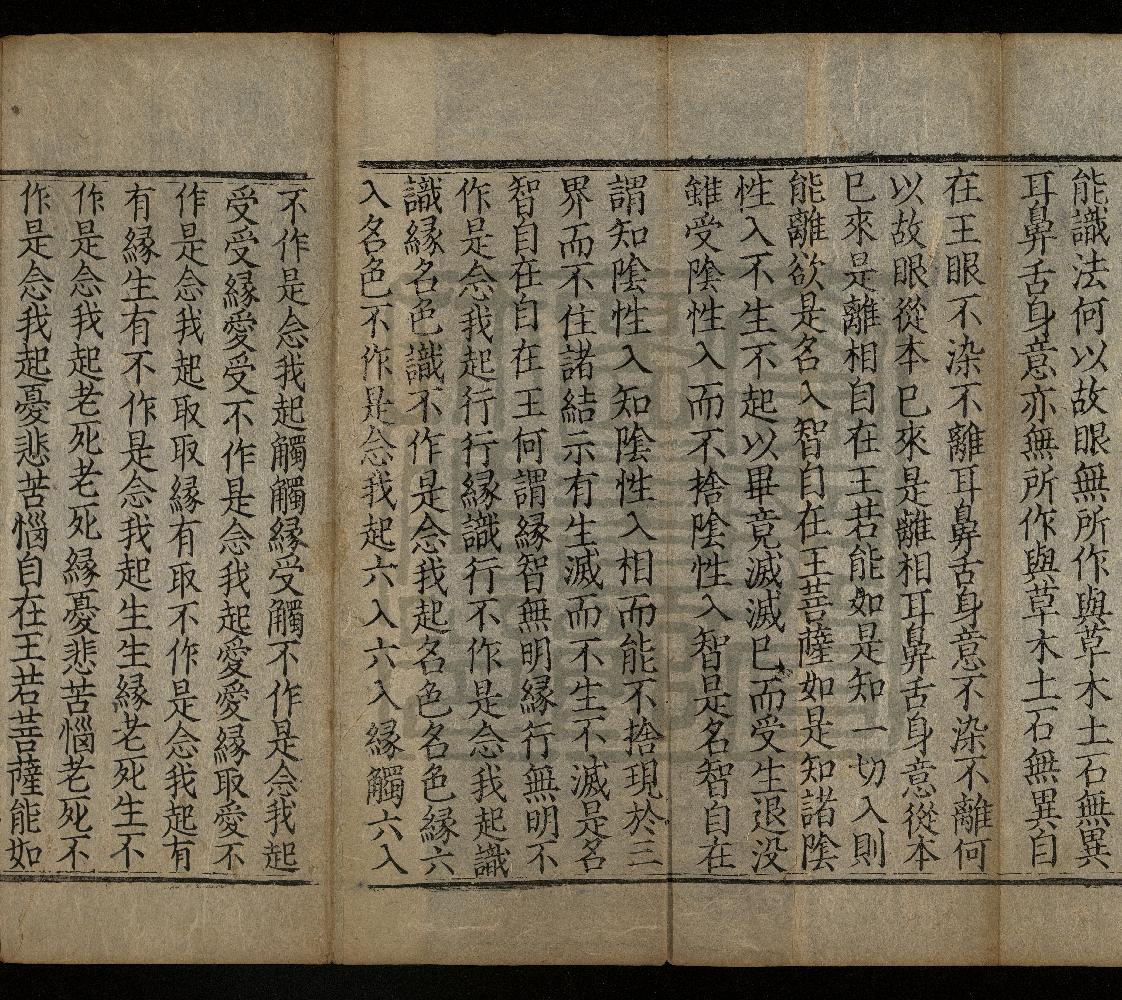 能識法何以故眼無所作與草木土石無異
耳鼻舌身意亦無所作與草木土石無異自
在王眼不染不離耳鼻舌身意不染不離何
以故眼從本已來是離相耳鼻舌身意從本
已來是離相自在王若能如是知一切入則
能離欲是名入智自在王菩薩如是知諸陰
性入不生不起以畢竟滅滅已而受生退没
雖受陰性入而不捨陰性入智是名智自在
謂知陰性入知陰性入相而能不捨現於三
界而不住諸結示有生滅而不生不滅是名
智自在自在王何謂緣智無明緣行無明不
作是念我起行行緣識行不作是念我起識
識緣名色識不作是念我起名色名色緣六
入名色不作是念我起六入六入緣觸六入
不作是念我起觸觸緣受觸不作是念我起
受受緣愛受不作是念我起愛愛緣取愛不
作是念我起取取緣有取不作是念我起有
有緣生有不作是念我起生生緣老死生不
作是念我起老死老死緣憂悲苦惱老死不
作是念我起憂悲苦惱自在王若菩薩能如